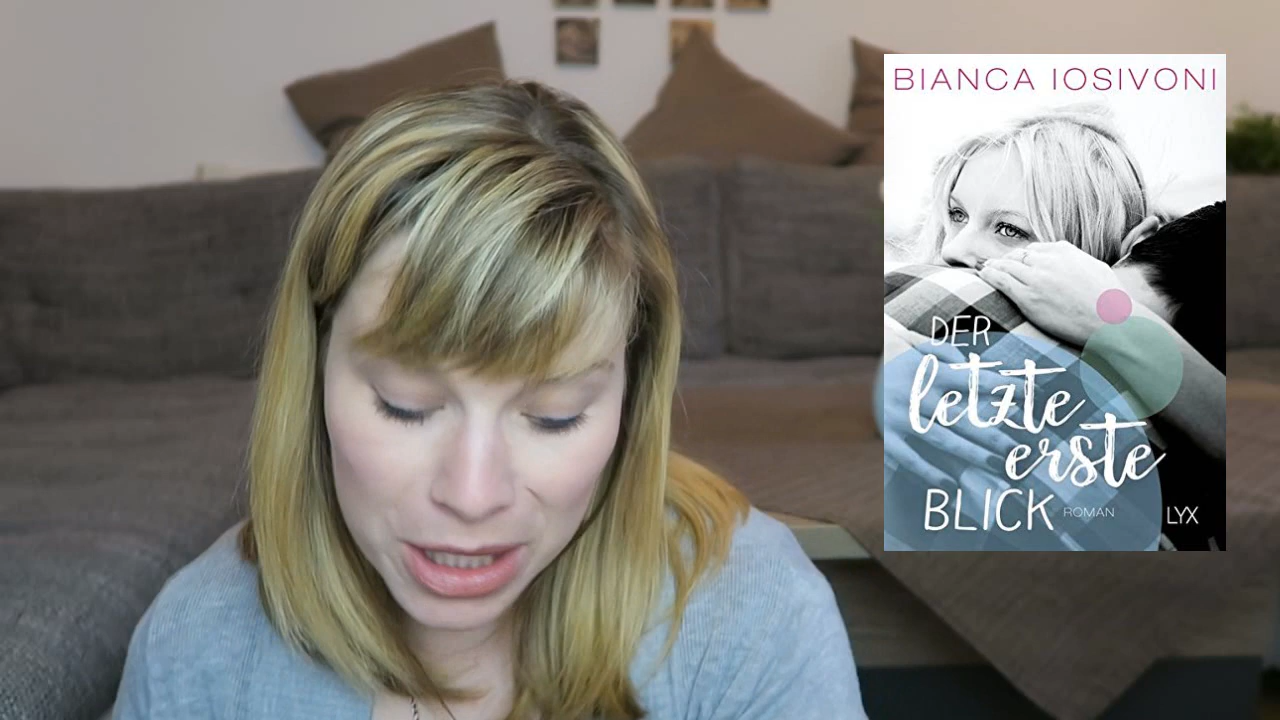 BIANCA IOSIVONI
DER
letzte
erste
BLICK ROMAN
LYX